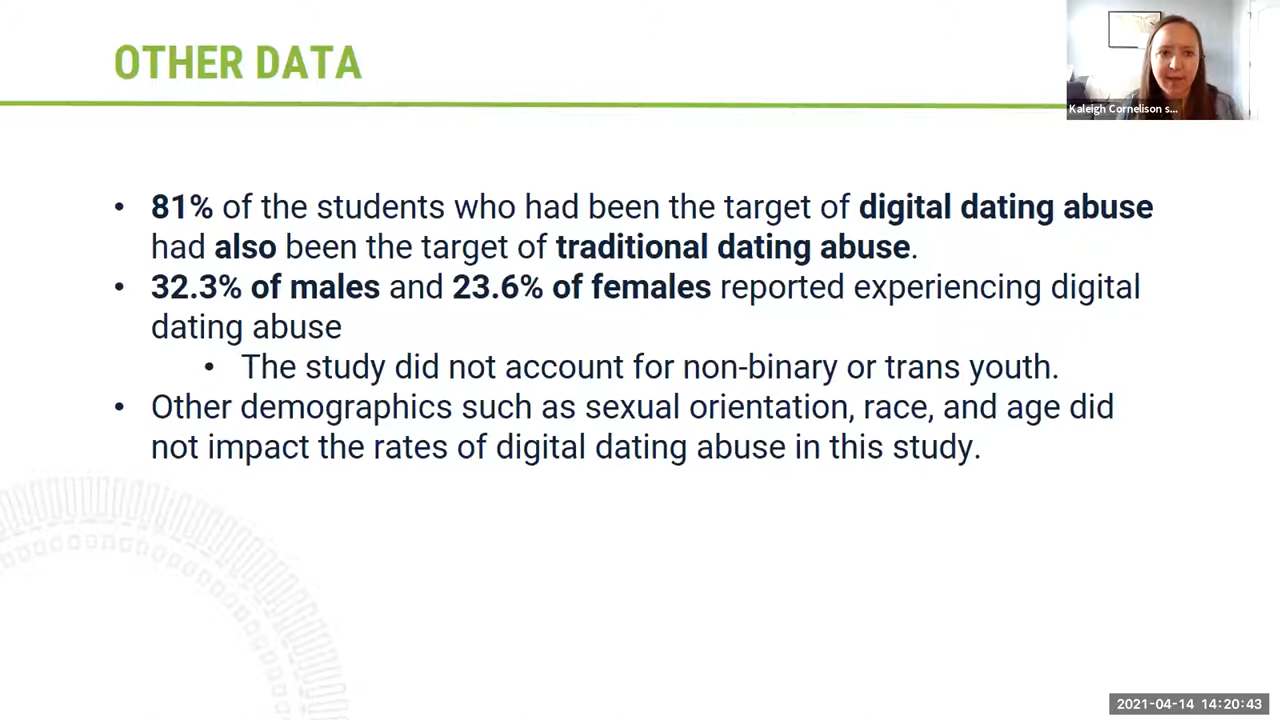 OTHER DATA
Kaleigh Cornelison s...
• 81% of the students who had been the target of digital dating abuse
had also been the target of traditional dating abuse.
• 32.3% of males and 23.6% of females reported experiencing digital
dating abuse
• The study did not account for non-binary or trans youth.
• Other demographics such as sexual orientation, race, and age did
not impact the rates of digital dating abuse in this study.
2021-04-14 14:20:43